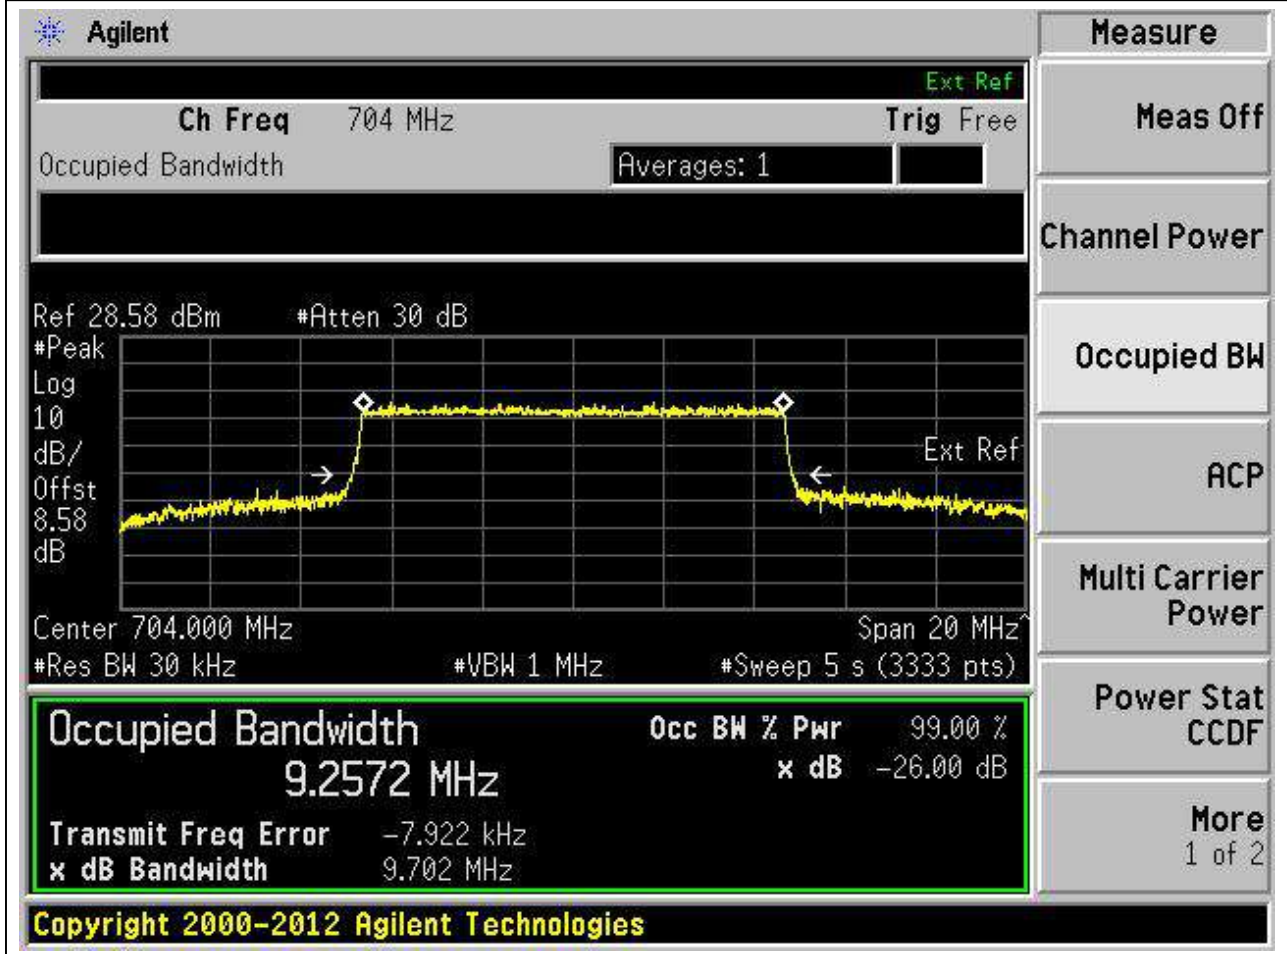 Agilent
Measure
Ext Ref
Ch Freq 704 MHz Trig Free
Occupied Bandwidth Averages: 1
Meas Off
Channel Power
Occupied BW
ACP
Multi Carrier
Power
Power Stat
CCDF
More
1 of 2
Ref 28.58 dBm #Atten 30 dB
#Peak
Log
10
dB/
Offst
8.58
dB
Ext Ref
Center 704.000 MHz Span 20 MHz^
#Res BW 30 kHz #VBW 1 MHz #Sweep 5 s (3333 pts)
Occupied Bandwidth Occ BW % Pwr 99.00 %
9.2572 MHz x dB -26.00 dB
Transmit Freq Error -7.922 kHz
x dB Bandwidth 9.702 MHz
Copyright 2000-2012 Agilent Technologies